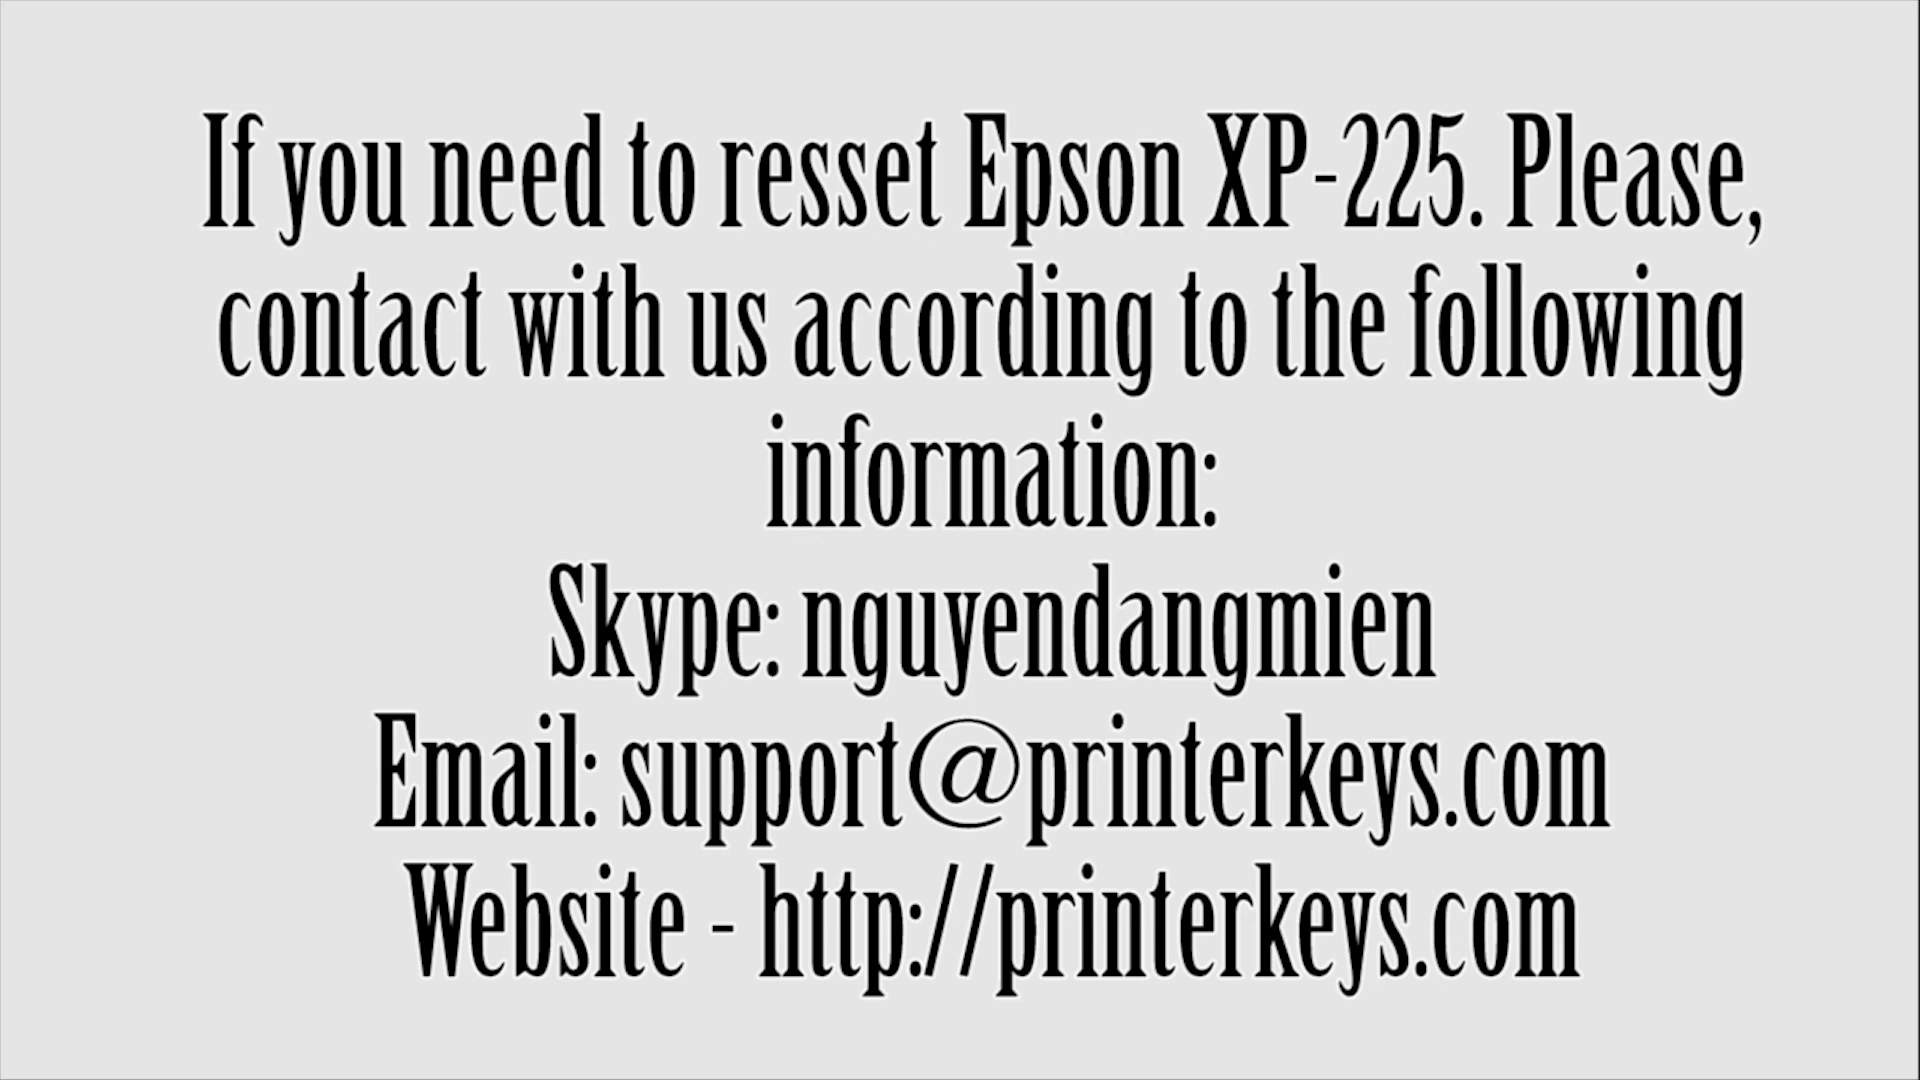 If you need to resset Epson XP-225. Please,
contact with us according to the following
information:
Skype: nguyendangmien
Email: support@printerkeys.com
Website - http://printerkeys.com